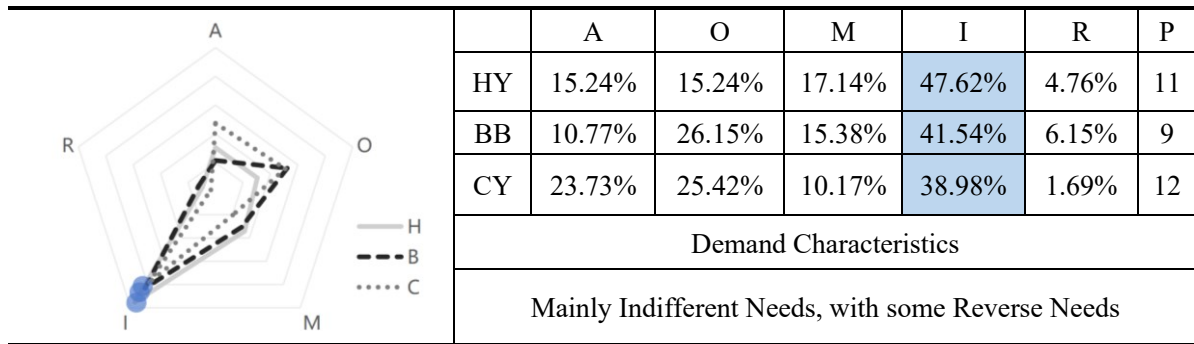 A
R
O
I
M
H
B
C
A O M I R P
HY 15.24% 15.24% 17.14% 47.62% 4.76% 11
BB 10.77% 26.15% 15.38% 41.54% 6.15% 9
CY 23.73% 25.42% 10.17% 38.98% 1.69% 12
Demand Characteristics
Mainly Indifferent Needs, with some Reverse Needs